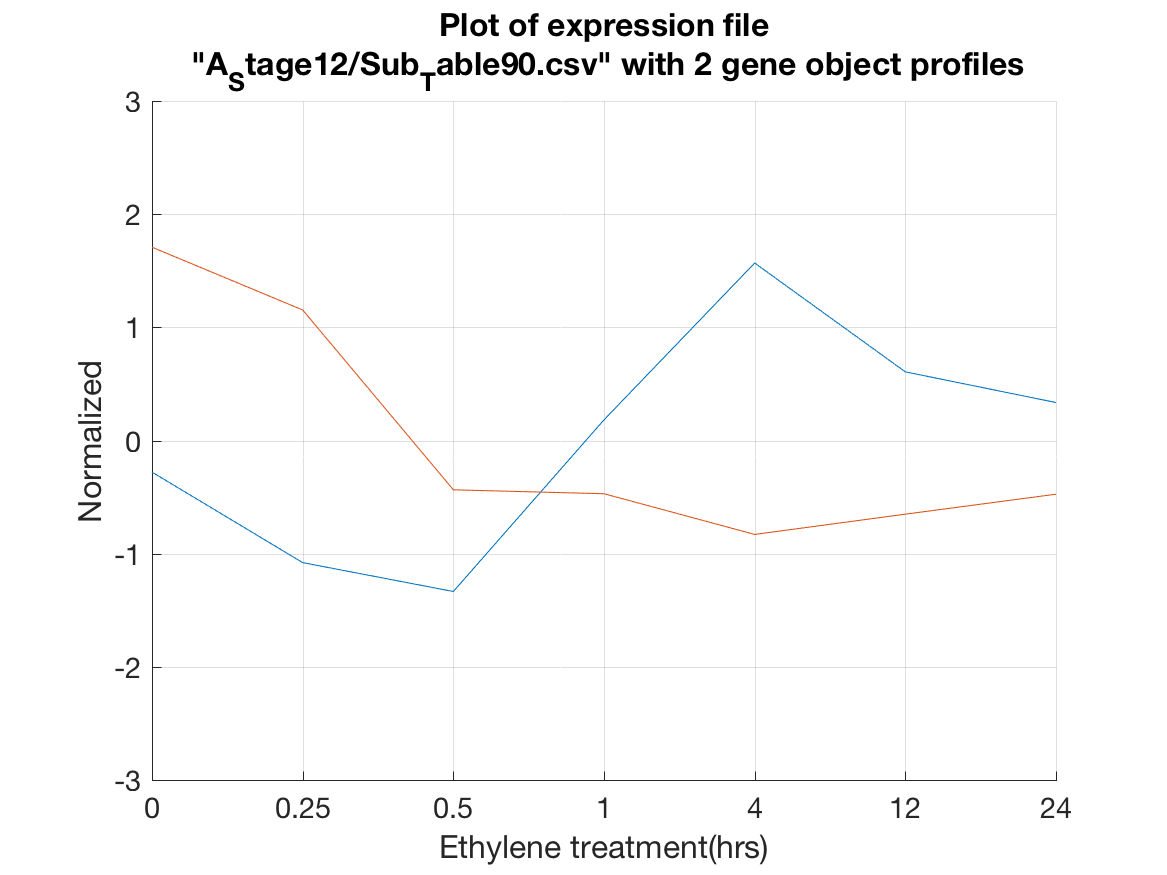 Plot of expression file
"A_Stage12/Sub_Table90.csv" with 2 gene object profiles
3
2
1
0
-1
-2
-3
Normalized
0 0.25 0.5 1 4 12 24
Ethylene treatment(hrs)